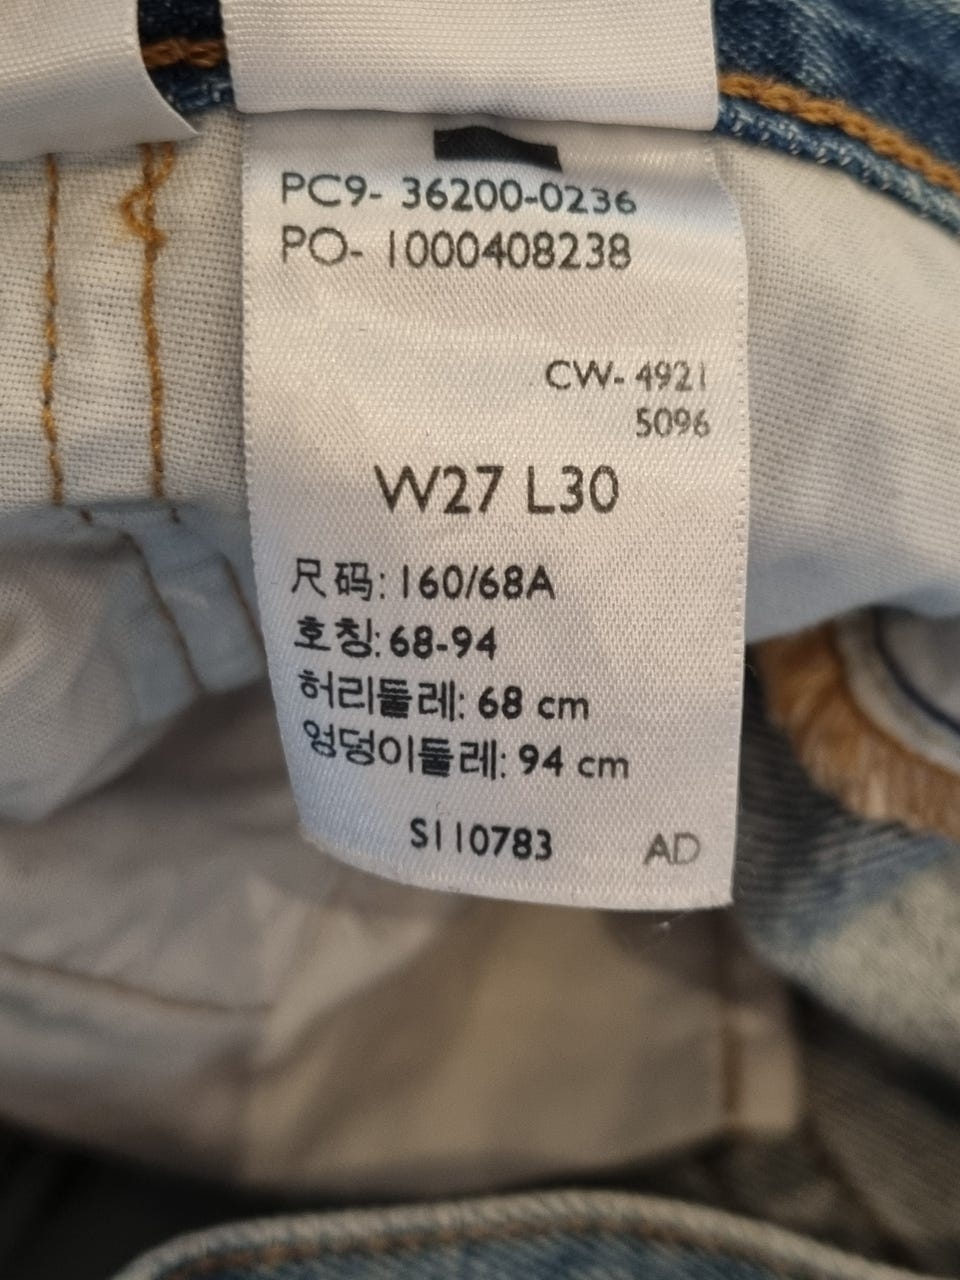 PC9- 36200-0236
PO- 1000408238
CW- 4921
5096
W27 L30
尺码: 160/68A
호칭: 68-94
허리둘레: 68 cm
엉덩이둘레: 94 cm
S110783 AD